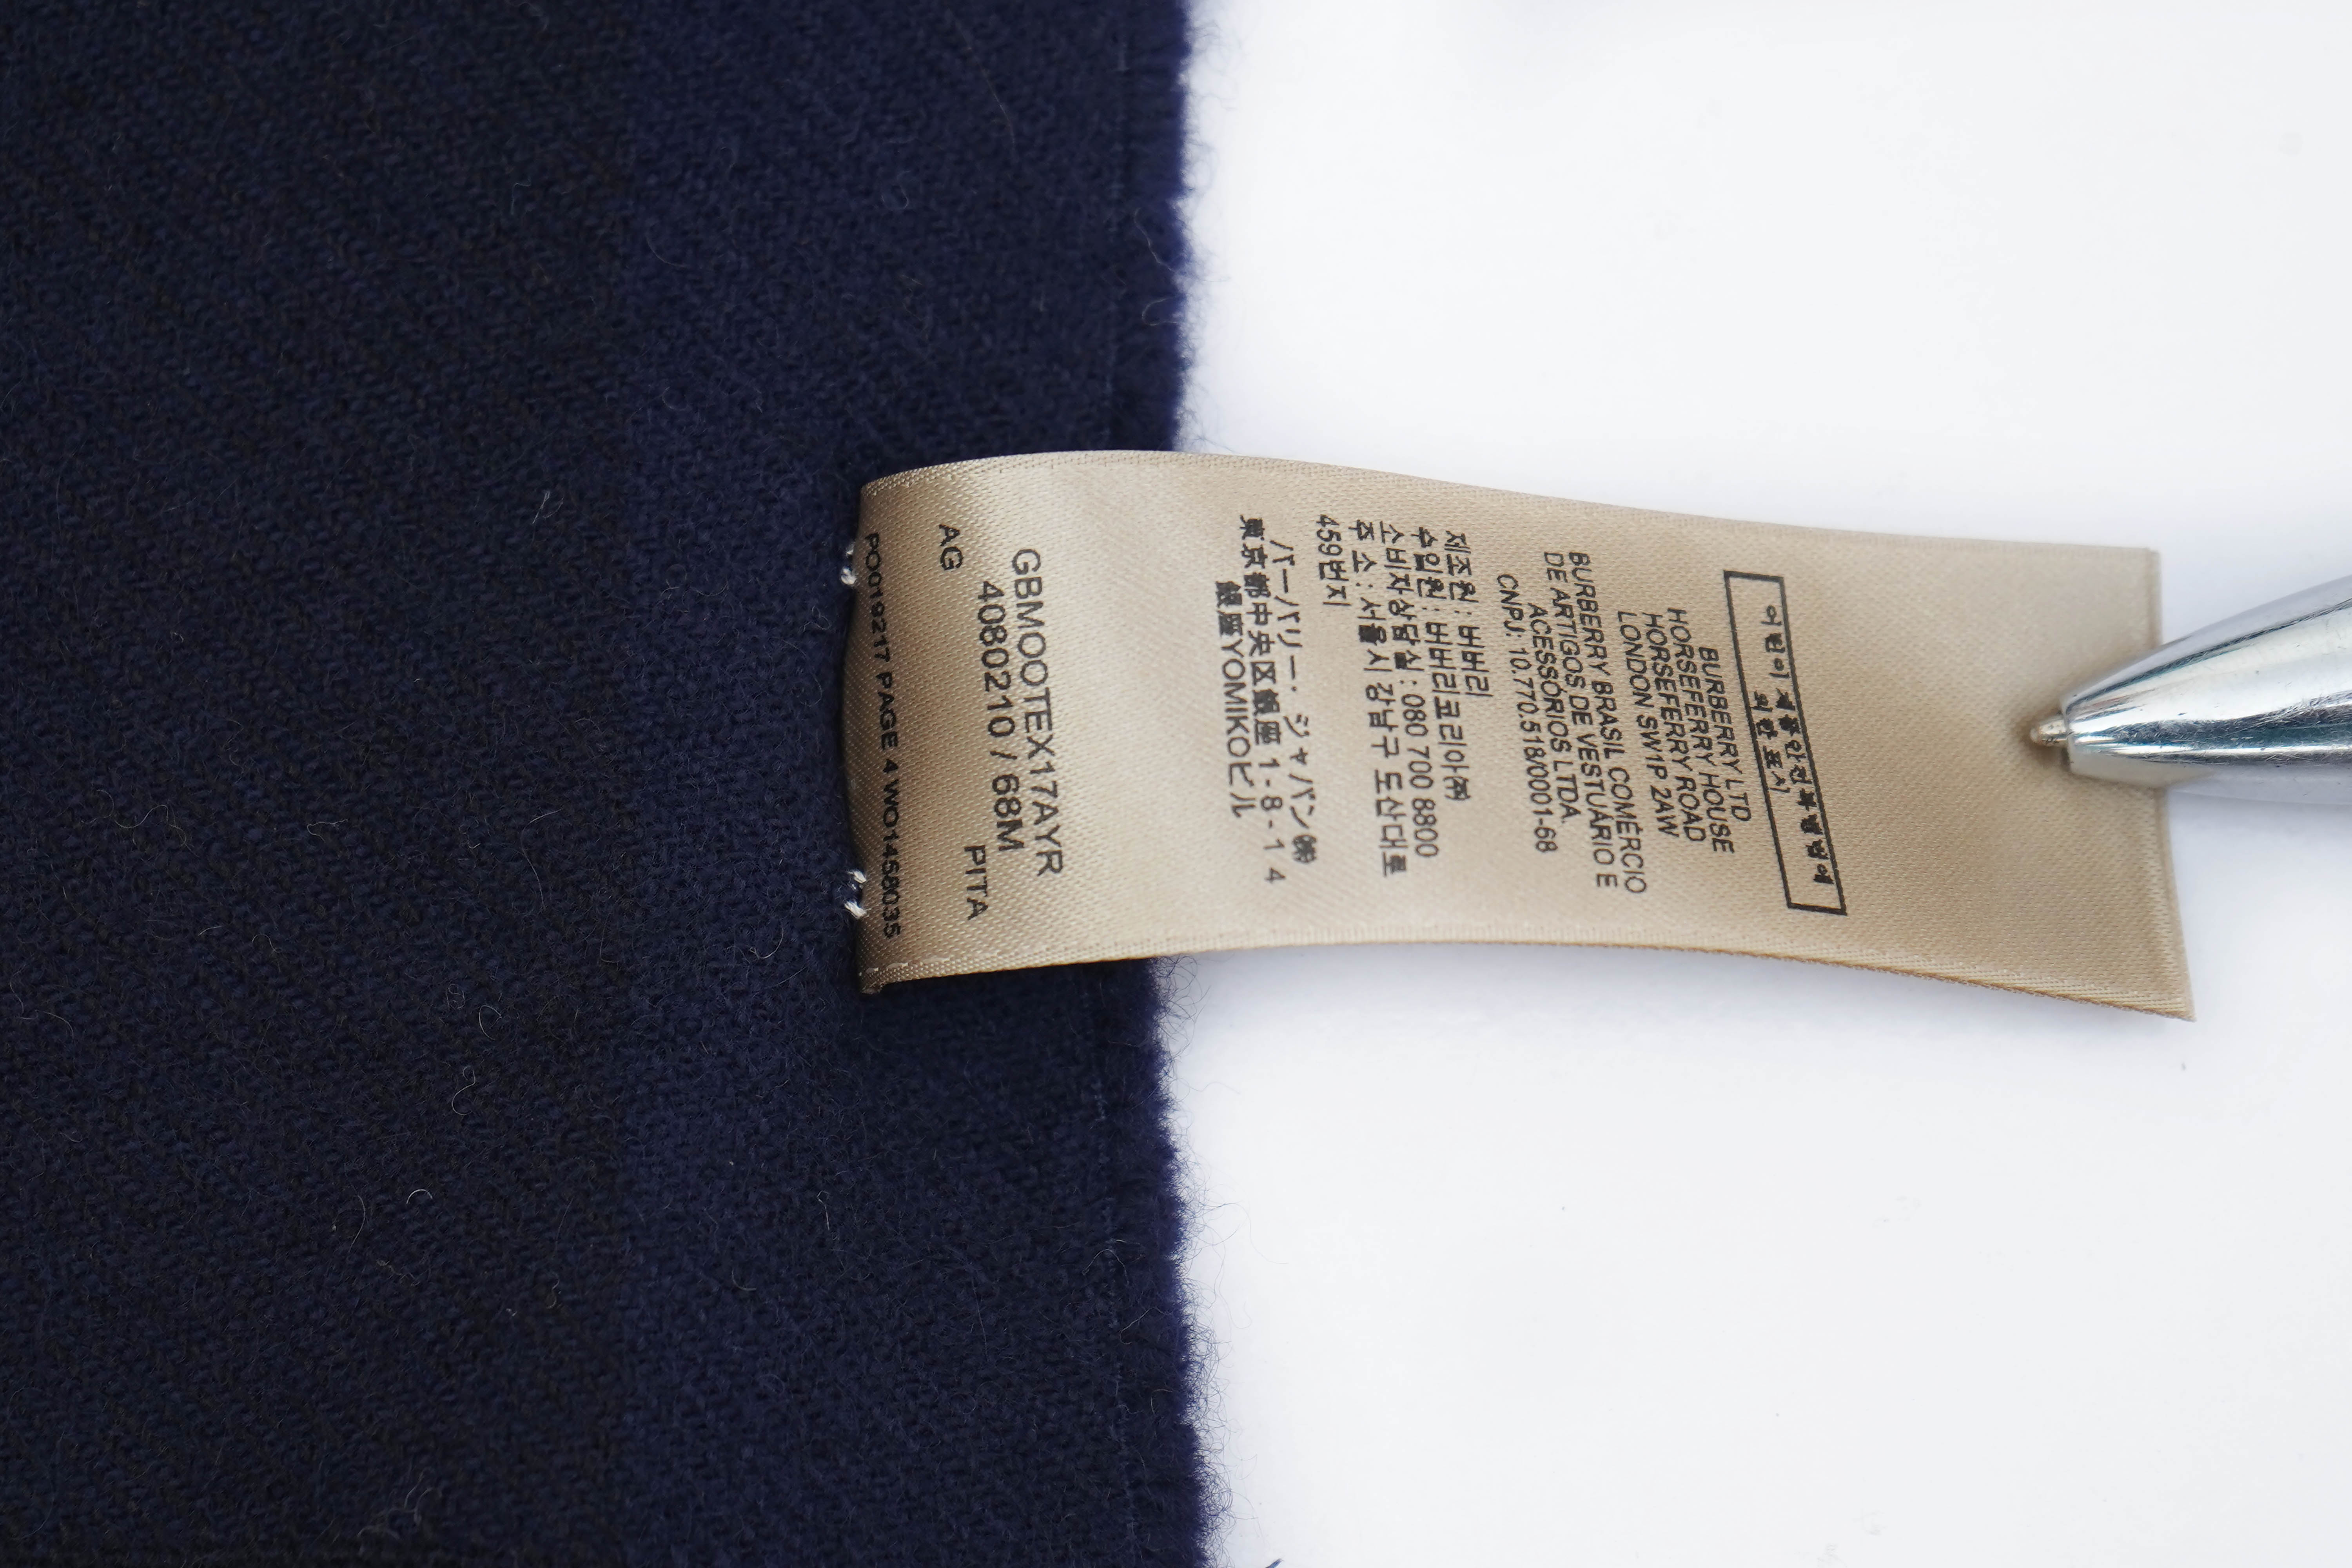 어린이제품안전특별법에
의한 표시
BURBERRY LTD
HORSEFERRY HOUSE
HORSEFERRY ROAD
LONDON SW1P 2AW
BURBERRY BRASIL COMÉRCIO
DE ARTIGOS DE VESTUÁRIO E
ACESSÓRIOS LTDA.
CNPJ: 10.770.518/0001-68
제조원 : 버버리
수입원 : 버버리코리아㈜
소비자상담실 : 080 700 8800
주 소 : 서울시 강남구 도산대로
459번지
バーバリー・ジャパン㈱
東京都中央区銀座 1-8-14
銀座YOMIKOビル
GBMOOTEX17AYR
4080210 / 68M
AG PITA
PO019217 PAGE 4 WO14580035